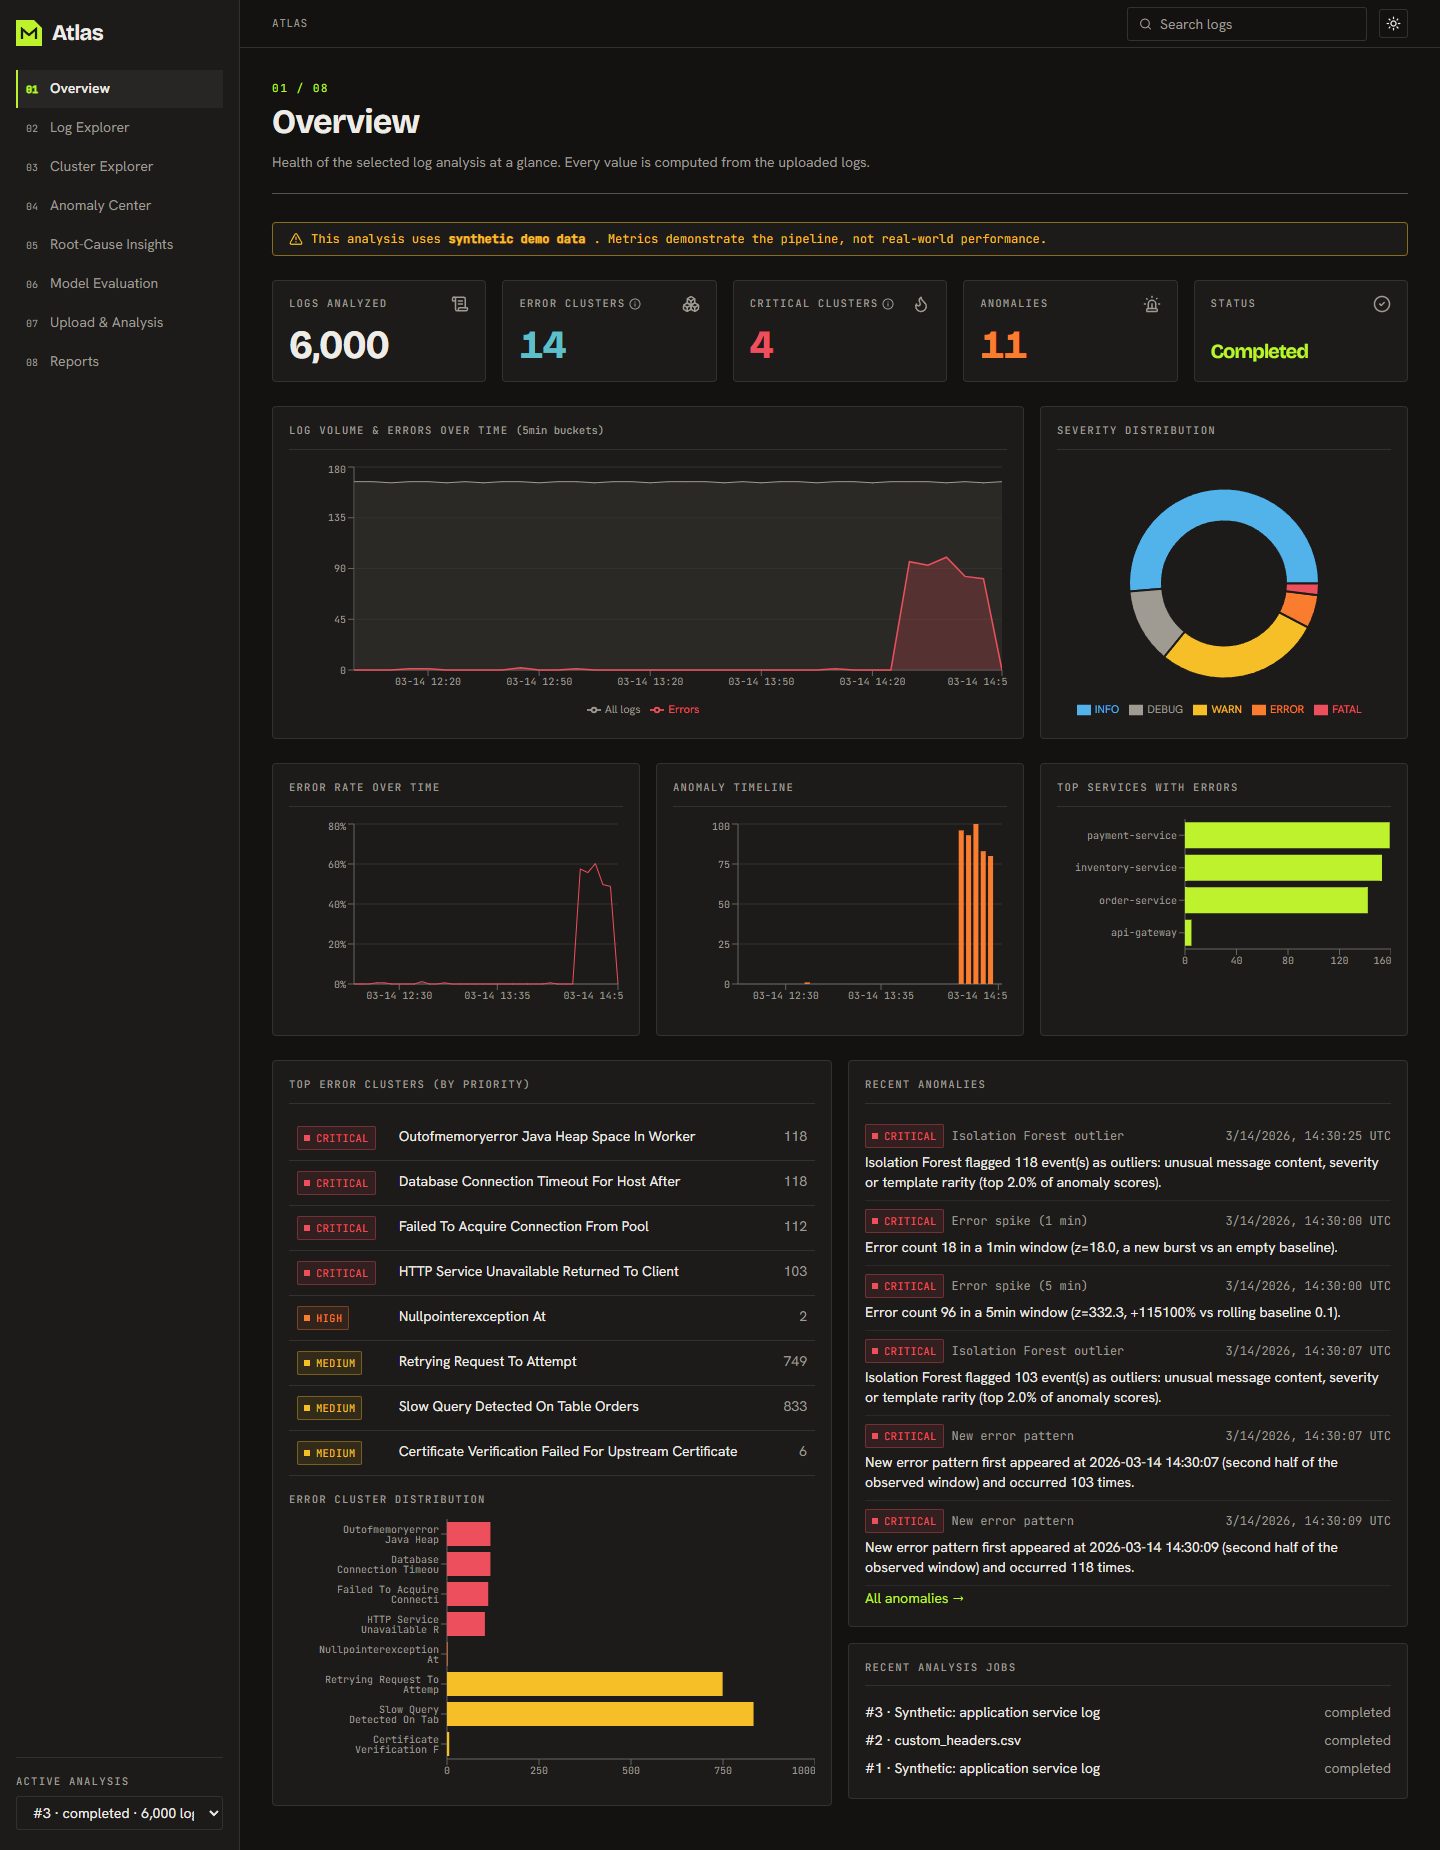 Atlas
01 Overview
02 Log Explorer
03 Cluster Explorer
04 Anomaly Center
05 Root-Cause Insights
06 Model Evaluation
07 Upload & Analysis
08 Reports
ACTIVE ANALYSIS
#3 · completed · 6,000 log
ATLAS
Search logs
01 / 08
Overview
Health of the selected log analysis at a glance. Every value is computed from the uploaded logs.
This analysis uses synthetic demo data . Metrics demonstrate the pipeline, not real-world performance.
LOGS ANALYZED
6,000
ERROR CLUSTERS
14
CRITICAL CLUSTERS
4
ANOMALIES
11
STATUS
Completed
LOG VOLUME & ERRORS OVER TIME (5min buckets)
180
135
90
45
0
03-14 12:20 03-14 12:50 03-14 13:20 03-14 13:50 03-14 14:20 03-14 14:5
All logs Errors
SEVERITY DISTRIBUTION
INFO DEBUG WARN ERROR FATAL
ERROR RATE OVER TIME
80%
60%
40%
20%
0%
03-14 12:30 03-14 13:35 03-14 14:5
ANOMALY TIMELINE
100
75
50
25
0
03-14 12:30 03-14 13:35 03-14 14:5
TOP SERVICES WITH ERRORS
payment-service
inventory-service
order-service
api-gateway
0 40 80 120 160
TOP ERROR CLUSTERS (BY PRIORITY)
CRITICAL Outofmemoryerror Java Heap Space In Worker 118
CRITICAL Database Connection Timeout For Host After 118
CRITICAL Failed To Acquire Connection From Pool 112
CRITICAL HTTP Service Unavailable Returned To Client 103
HIGH Nullpointerexception At 2
MEDIUM Retrying Request To Attempt 749
MEDIUM Slow Query Detected On Table Orders 833
MEDIUM Certificate Verification Failed For Upstream Certificate 6
ERROR CLUSTER DISTRIBUTION
Outofmemoryerror
Java Heap
Database
Connection Timeou
Failed To Acquire
Connecti
HTTP Service
Unavailable R
Nullpointerexception
At
Retrying Request To
Attemp
Slow Query
Detected On Tab
Certificate
Verification F
0 250 500 750 1000
RECENT ANOMALIES
CRITICAL Isolation Forest outlier 3/14/2026, 14:30:25 UTC
Isolation Forest flagged 118 event(s) as outliers: unusual message content, severity
or template rarity (top 2.0% of anomaly scores).
CRITICAL Error spike (1 min) 3/14/2026, 14:30:00 UTC
Error count 18 in a 1min window (z=18.0, a new burst vs an empty baseline).
CRITICAL Error spike (5 min) 3/14/2026, 14:30:00 UTC
Error count 96 in a 5min window (z=332.3, +115100% vs rolling baseline 0.1).
CRITICAL Isolation Forest outlier 3/14/2026, 14:30:07 UTC
Isolation Forest flagged 103 event(s) as outliers: unusual message content, severity
or template rarity (top 2.0% of anomaly scores).
CRITICAL New error pattern 3/14/2026, 14:30:07 UTC
New error pattern first appeared at 2026-03-14 14:30:07 (second half of the
observed window) and occurred 103 times.
CRITICAL New error pattern 3/14/2026, 14:30:09 UTC
New error pattern first appeared at 2026-03-14 14:30:09 (second half of the
observed window) and occurred 118 times.
All anomalies →
RECENT ANALYSIS JOBS
#3 · Synthetic: application service log completed
#2 · custom_headers.csv completed
#1 · Synthetic: application service log completed